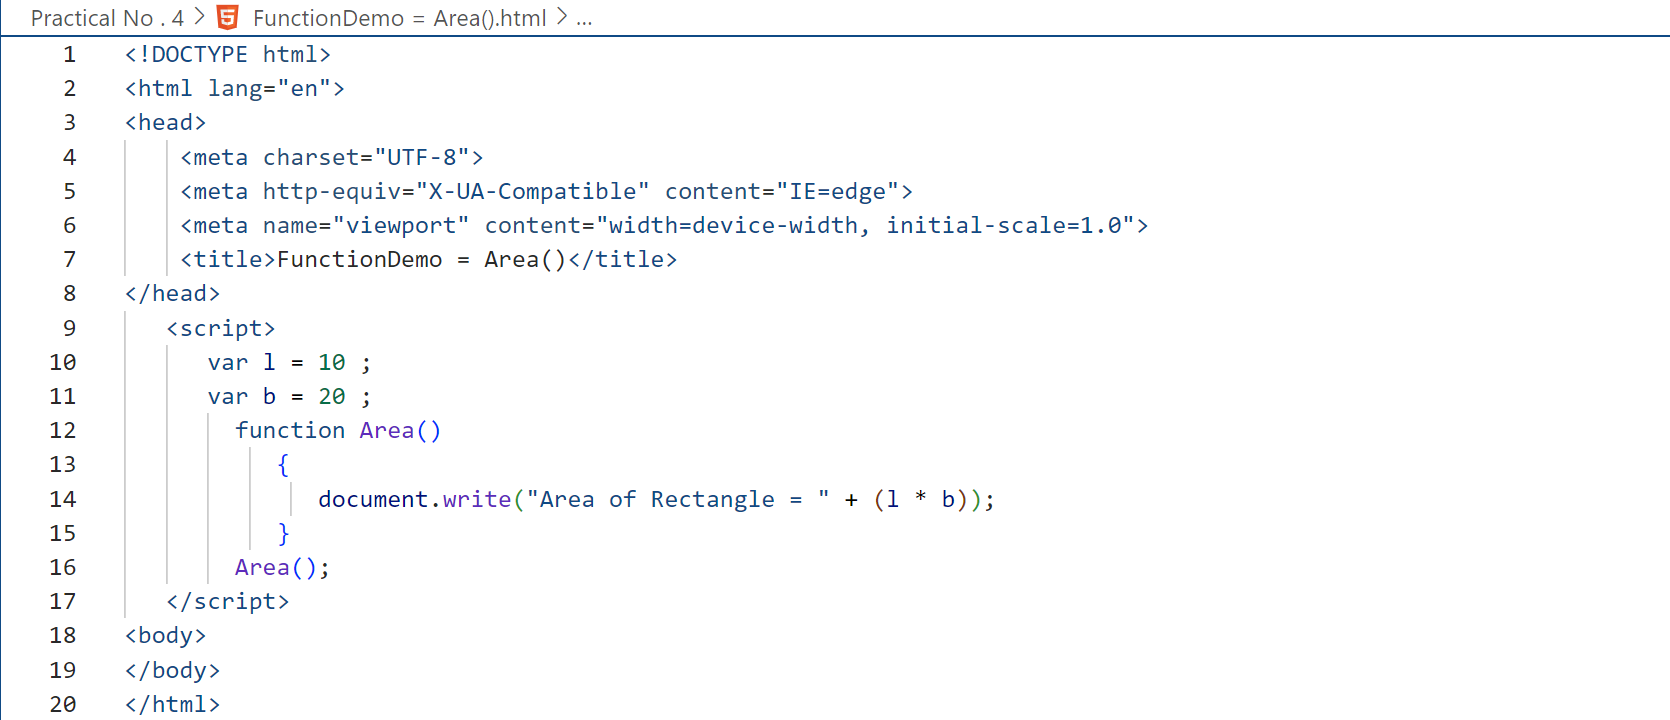 Practical No . 4 > FunctionDemo = Area().html > ...
1 <!DOCTYPE html>
2 <html lang="en">
3 <head>
4 <meta charset="UTF-8">
5 <meta http-equiv="X-UA-Compatible" content="IE=edge">
6 <meta name="viewport" content="width=device-width, initial-scale=1.0">
7 <title>FunctionDemo = Area()</title>
8 </head>
9 <script>
10 var l = 10 ;
11 var b = 20 ;
12 function Area()
13 {
14 document.write("Area of Rectangle = " + (l * b));
15 }
16 Area();
17 </script>
18 <body>
19 </body>
20 </html>